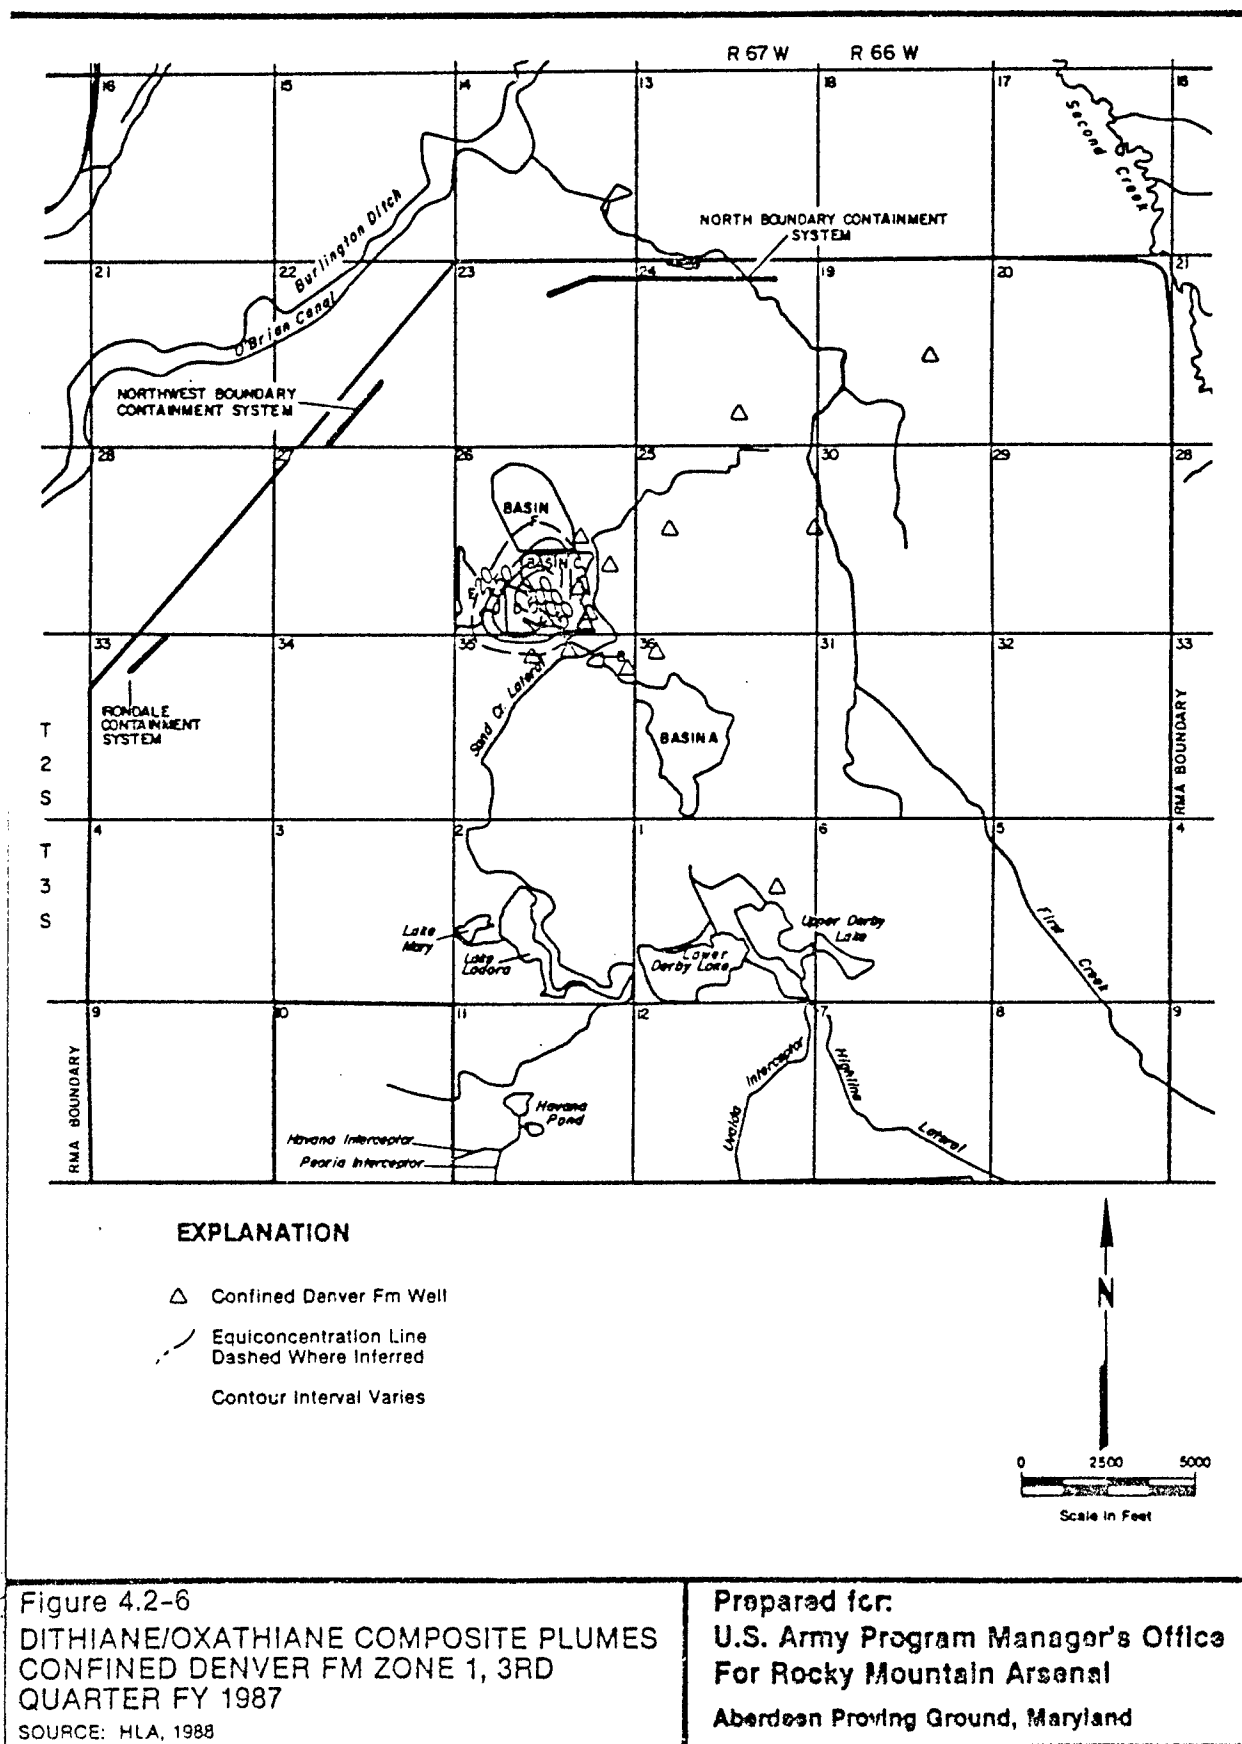 R 67 W R 66 W
16 15 14 13 18 17 16
Second Creek
Burlington Ditch
O'Brian Canal
NORTH BOUNDARY CONTAINMENT
SYSTEM
21 22 23 24 19 20 21
NORTHWEST BOUNDARY
CONTAINMENT SYSTEM
28 27 26 25 30 29 28
BASIN
F
BASIN C
E
33 34 35 36 31 32 33
B
Sand Cr. Lateral
IRONDALE
CONTAINMENT
SYSTEM
BASIN A
RMA BOUNDARY
T
2
S
4 3 2 1 6 5 4
T
3
S
Lake
Mary
Lake
Ladora
Lower
Derby Lake
Upper Derby
Lake
First Creek
9 10 11 12 7 8 9
RMA BOUNDARY
Havana
Pond
Havana Interceptor
Peoria Interceptor
Uvalda Interceptor
Highline Lateral
EXPLANATION
Confined Denver Fm Well
Equiconcentration Line
Dashed Where Inferred
Contour Interval Varies
N
0 2500 5000
Scale in Feet
Figure 4.2-6
DITHIANE/OXATHIANE COMPOSITE PLUMES
CONFINED DENVER FM ZONE 1, 3RD
QUARTER FY 1987
SOURCE: HLA, 1988
Prepared for:
U.S. Army Program Manager's Office
For Rocky Mountain Arsenal
Aberdeen Proving Ground, Maryland